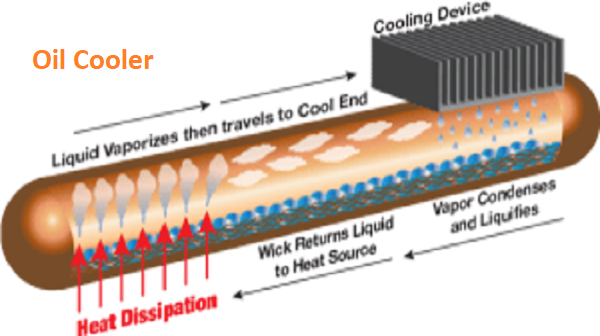 Cooling Device
Oil Cooler
Liquid Vaporizes then travels to Cool End
Vapor Condenses
and Liquifies
Wick Returns Liquid
to Heat Source
Heat Dissipation